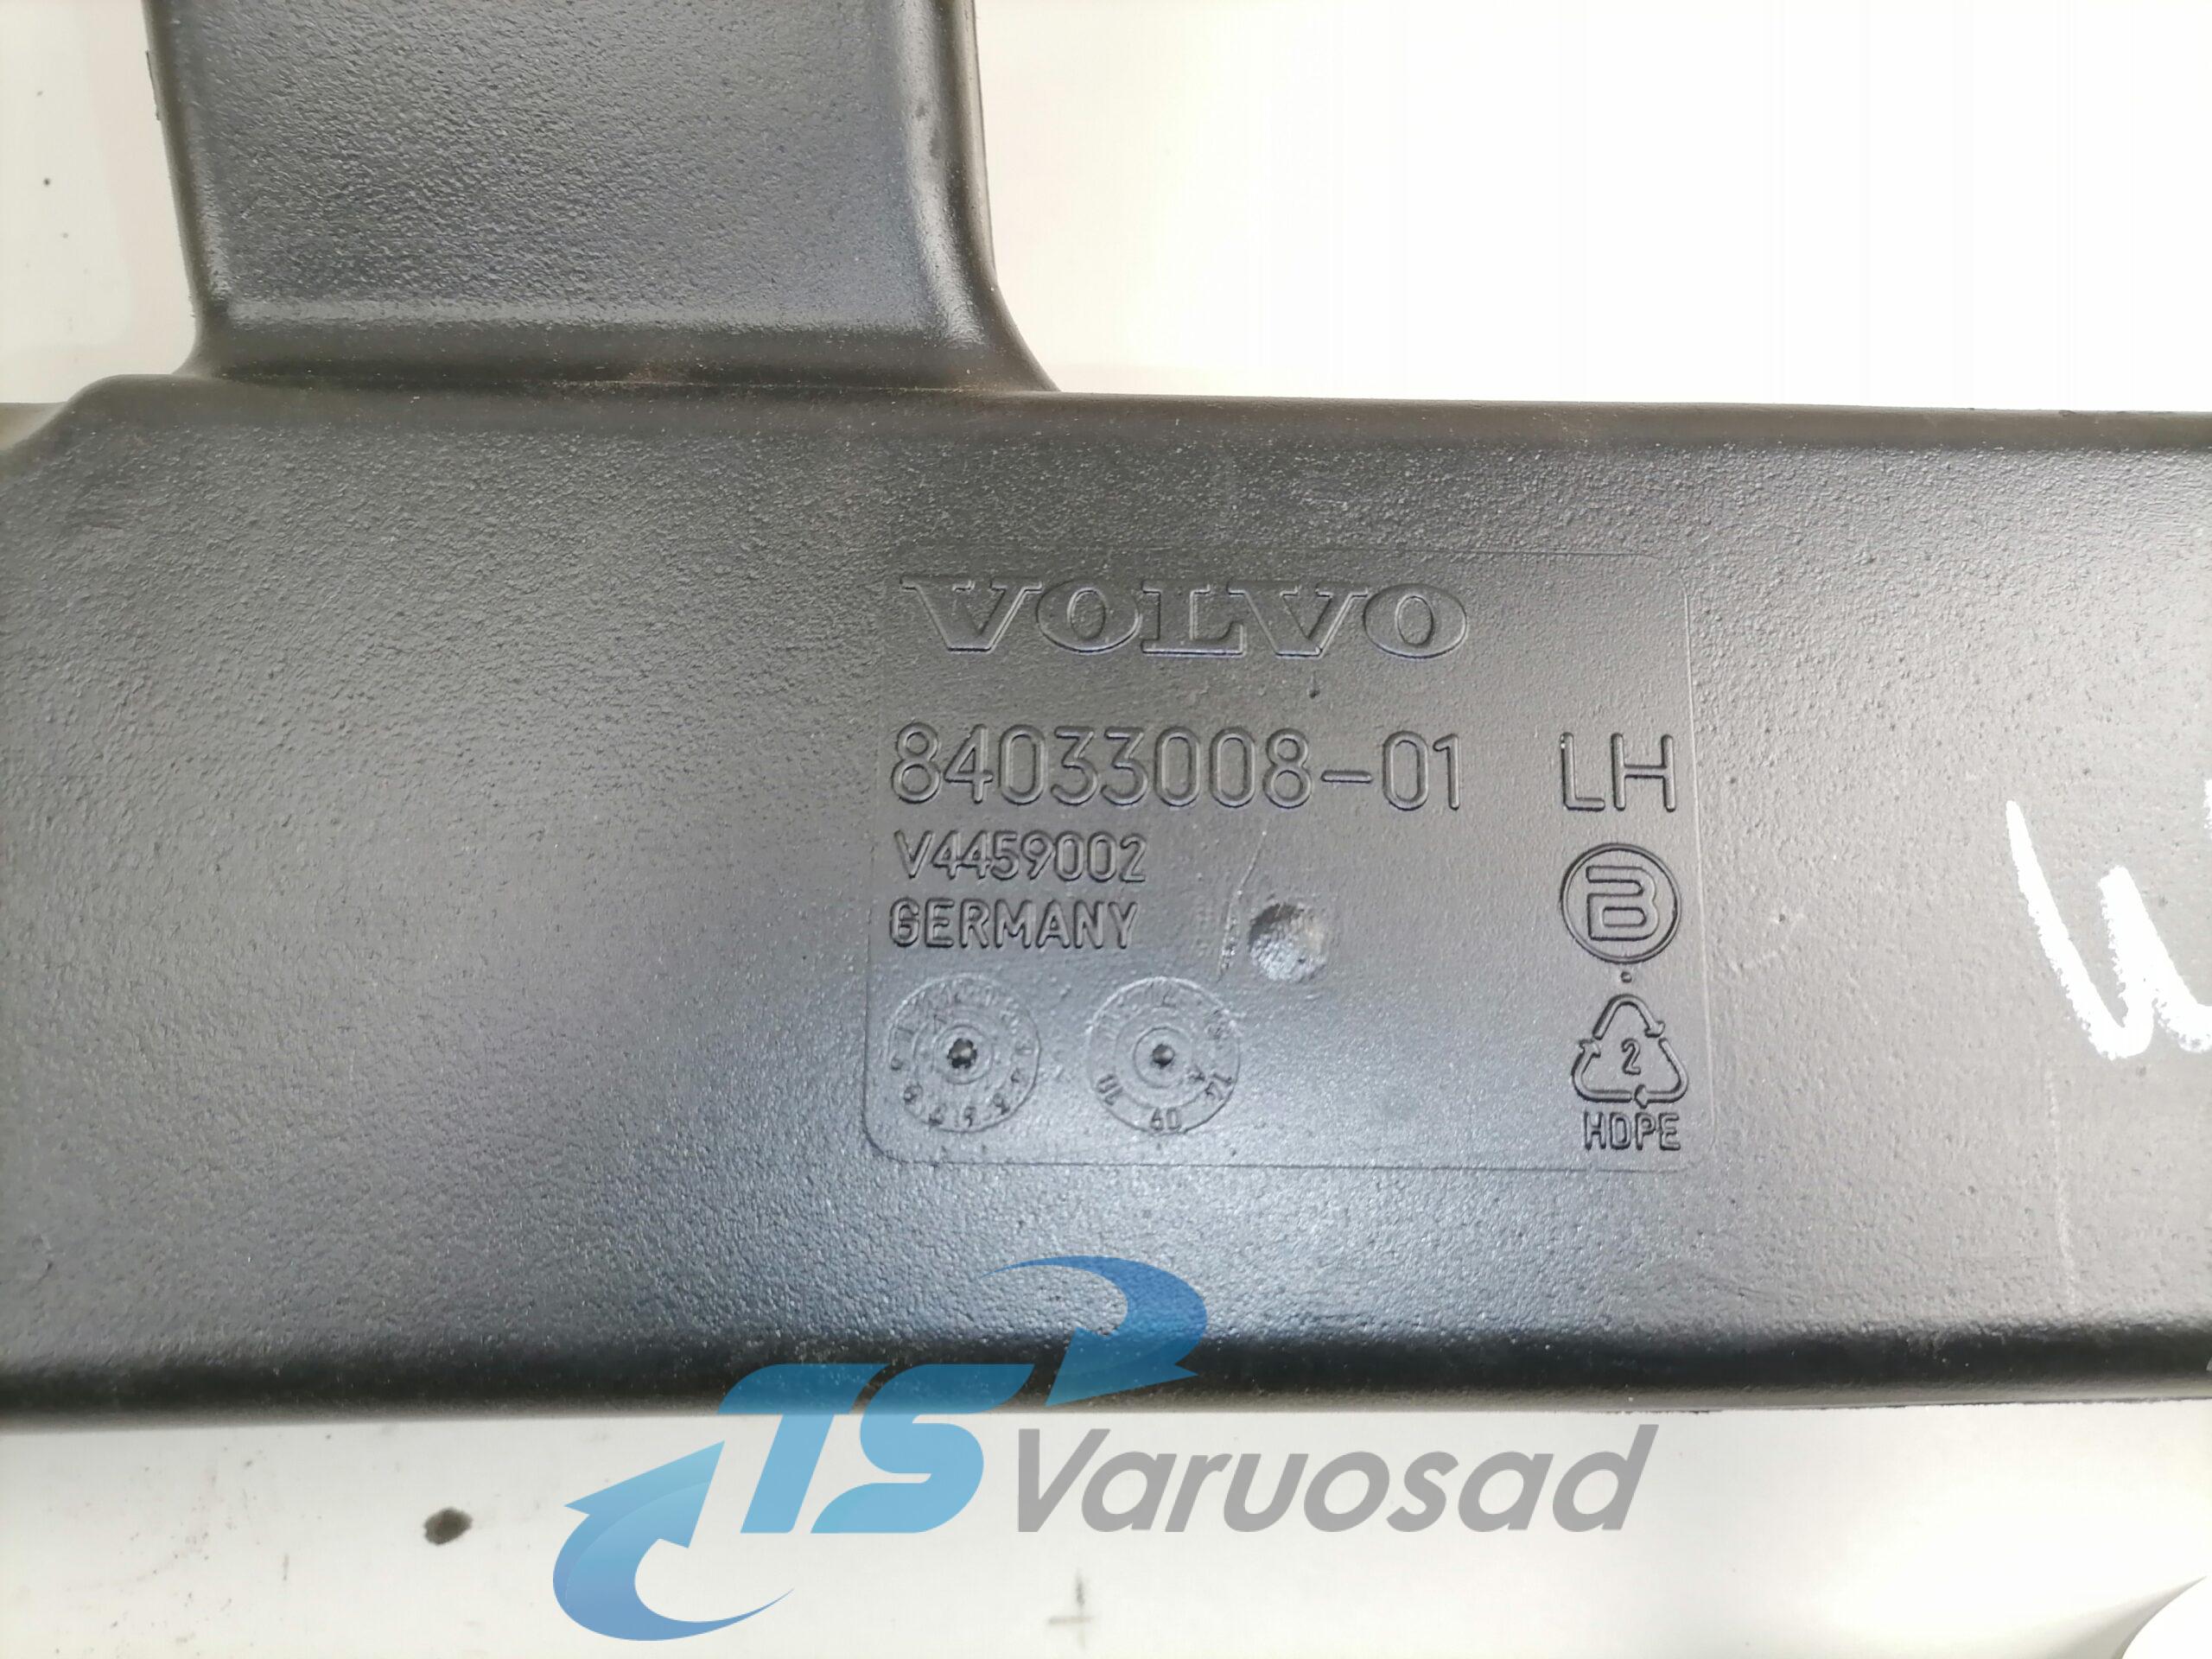 VOLVO
84033008-01 LH
V4459002
GERMANY
B
2
HDPE
TS Varuosad